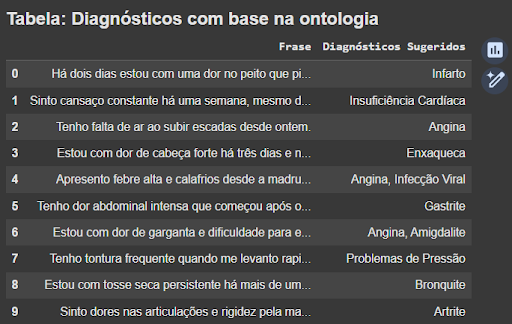 Tabela: Diagnósticos com base na ontologia
Frase Diagnósticos Sugeridos
0 Há dois dias estou com uma dor no peito que pi... Infarto
1 Sinto cansaço constante há uma semana, mesmo d... Insuficiência Cardíaca
2 Tenho falta de ar ao subir escadas desde ontem. Angina
3 Estou com dor de cabeça forte há três dias e n... Enxaqueca
4 Apresento febre alta e calafrios desde a madru... Angina, Infecção Viral
5 Tenho dor abdominal intensa que começou após o... Gastrite
6 Estou com dor de garganta e dificuldade para e... Angina, Amigdalite
7 Tenho tontura frequente quando me levanto rapi... Problemas de Pressão
8 Estou com tosse seca persistente há mais de um... Bronquite
9 Sinto dores nas articulações e rigidez pela ma... Artrite